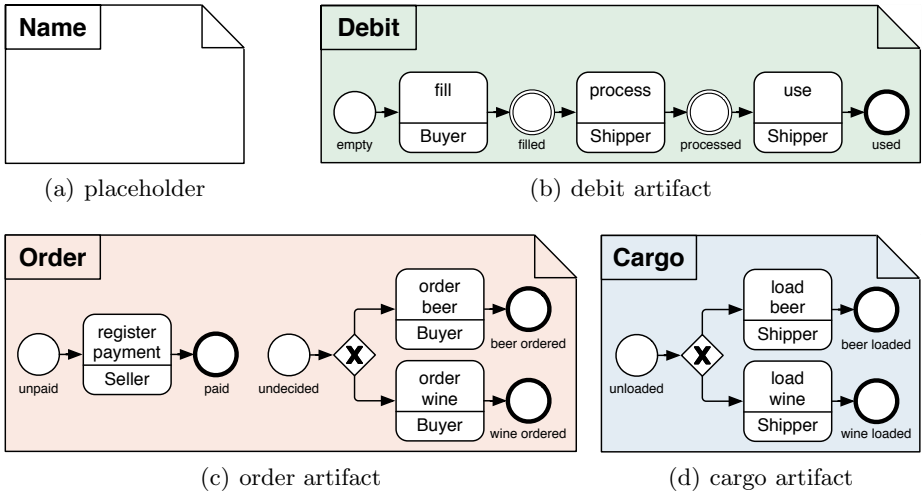 Name
(a) placeholder
Debit
fill
Buyer
process
Shipper
use
Shipper
empty
filled
processed
used
(b) debit artifact
Order
register
payment
Seller
unpaid
paid
undecided
X
order
beer
Buyer
beer ordered
order
wine
Buyer
wine ordered
(c) order artifact
Cargo
unloaded
X
load
beer
Shipper
beer loaded
load
wine
Shipper
wine loaded
(d) cargo artifact